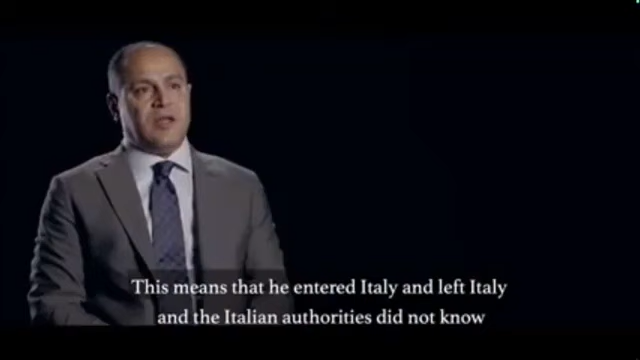 This means that he entered Italy and left Italy
and the Italian authorities did not know